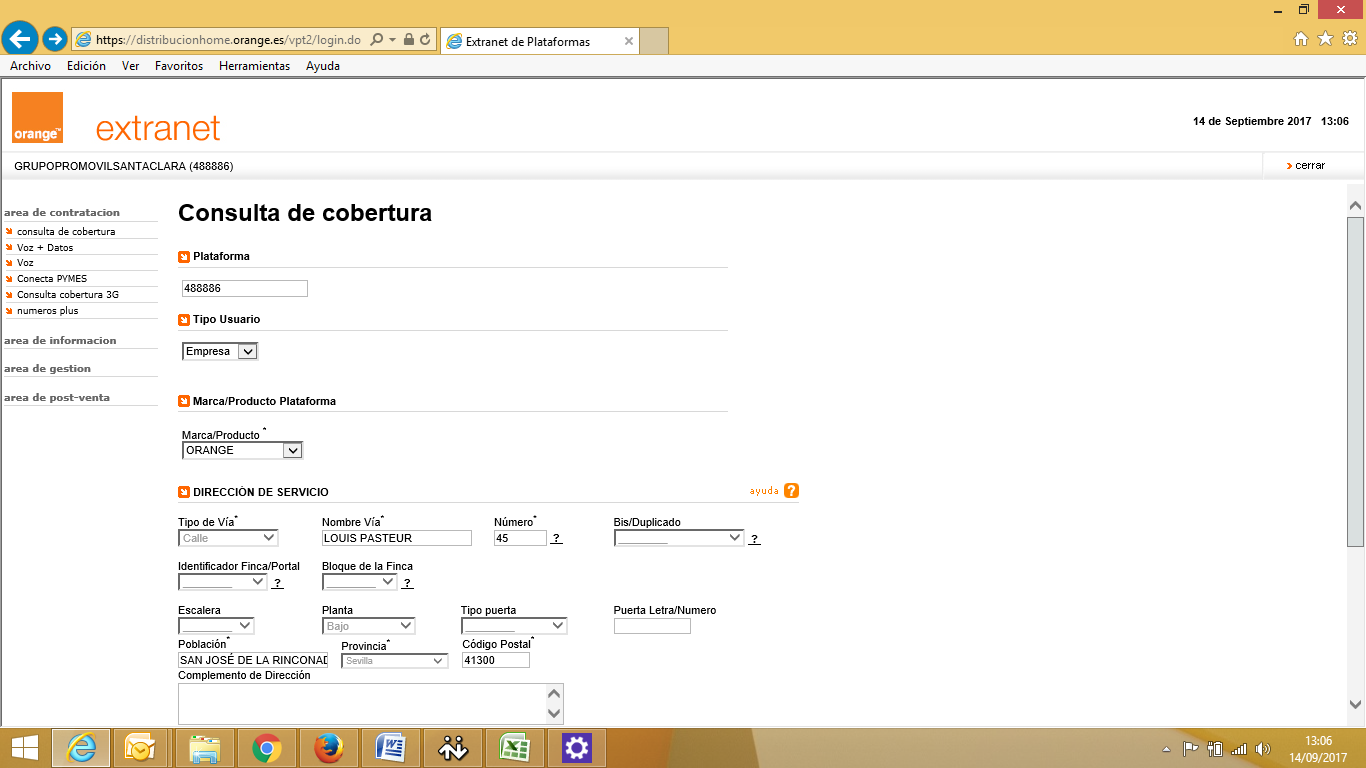 https://distribucionhome.orange.es/vpt2/login.do
Extranet de Plataformas
Archivo Edición Ver Favoritos Herramientas Ayuda
orange™
extranet
14 de Septiembre 2017 13:06
GRUPOPROMOVILSANTACLARA (488886)
cerrar
area de contratacion
consulta de cobertura
Voz + Datos
Voz
Conecta PYMES
Consulta cobertura 3G
numeros plus
area de informacion
area de gestion
area de post-venta
Consulta de cobertura
Plataforma
488886
Tipo Usuario
Empresa
Marca/Producto Plataforma
Marca/Producto *
ORANGE
DIRECCIÓN DE SERVICIO
ayuda ?
Tipo de Vía* Nombre Vía* Número* Bis/Duplicado
Calle LOUIS PASTEUR 45 ? ?
Identificador Finca/Portal Bloque de la Finca
? ?
Escalera Planta Tipo puerta Puerta Letra/Numero
Bajo
Población* Provincia* Código Postal*
SAN JOSÉ DE LA RINCONAD Sevilla 41300
Complemento de Dirección
13:06
14/09/2017